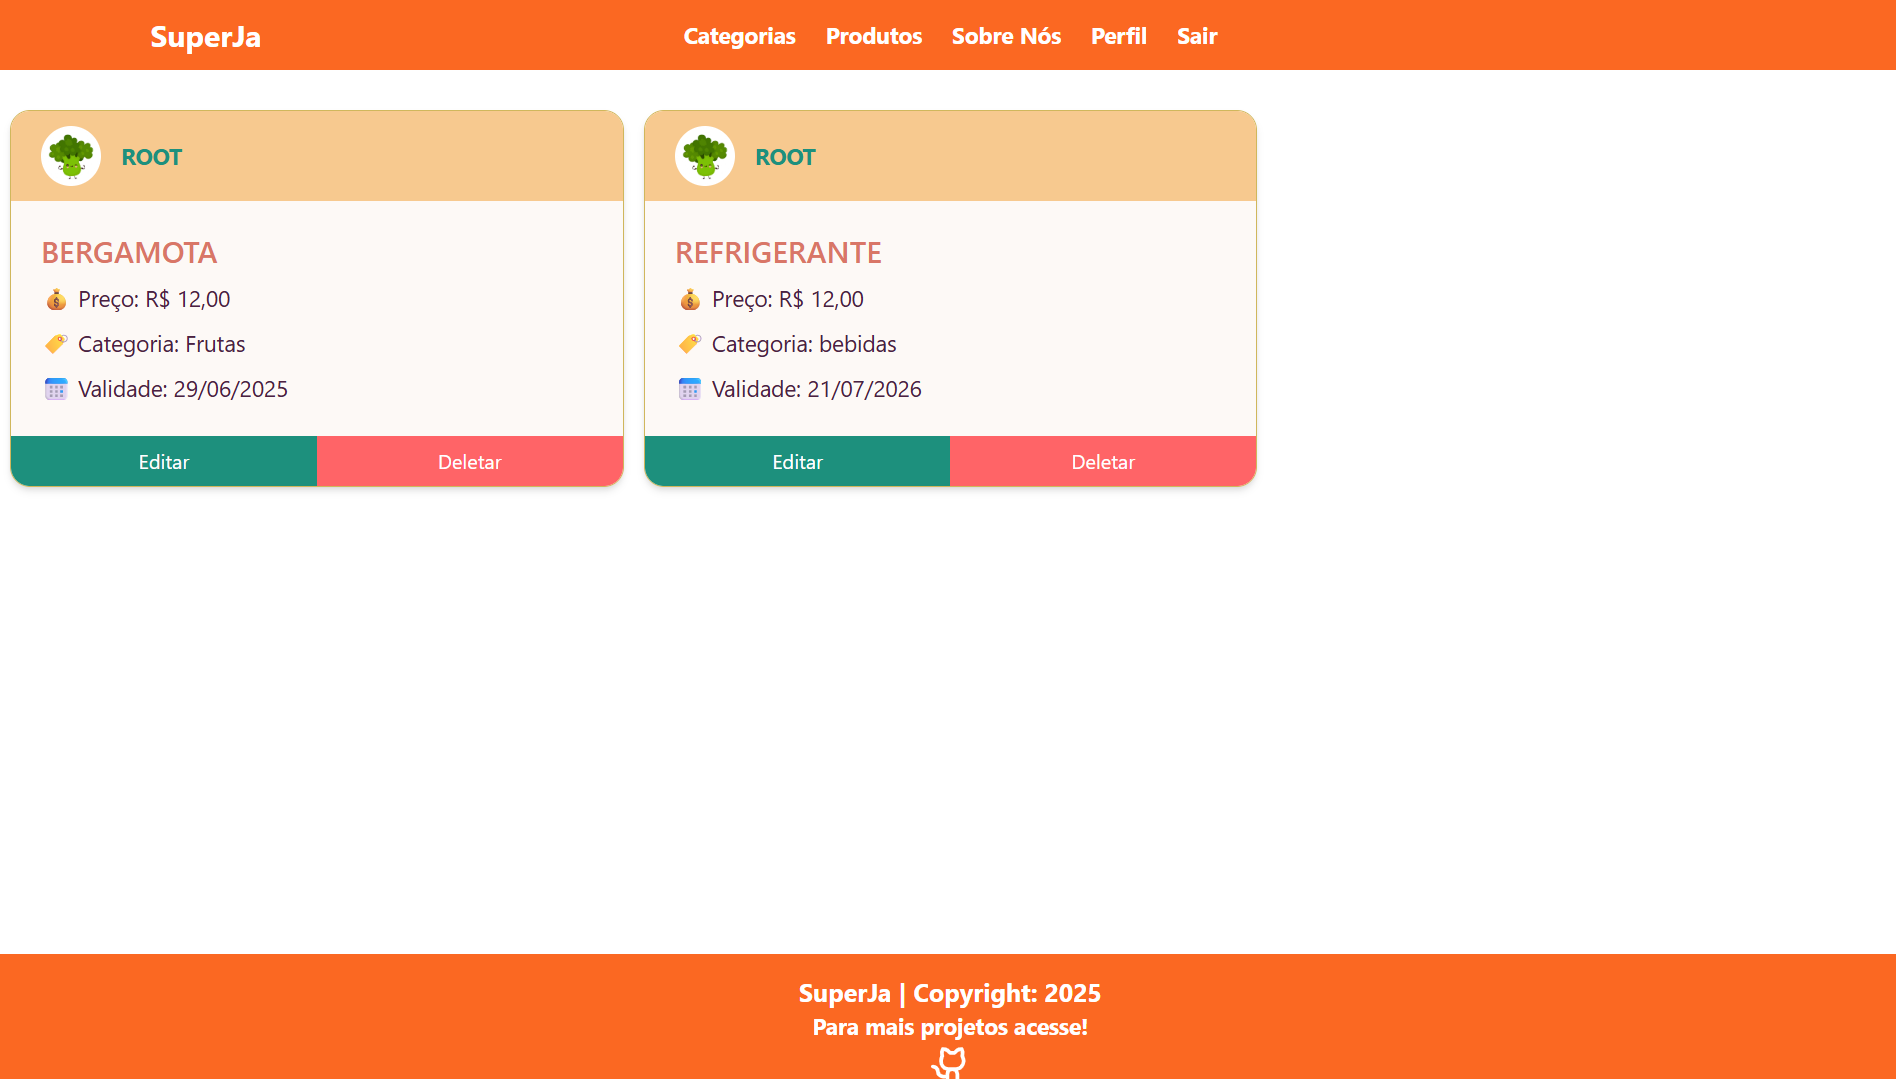 SuperJa
Categorias Produtos Sobre Nós Perfil Sair
ROOT
BERGAMOTA
Preço: R$ 12,00
Categoria: Frutas
Validade: 29/06/2025
Editar Deletar
ROOT
REFRIGERANTE
Preço: R$ 12,00
Categoria: bebidas
Validade: 21/07/2026
Editar Deletar
SuperJa | Copyright: 2025
Para mais projetos acesse!